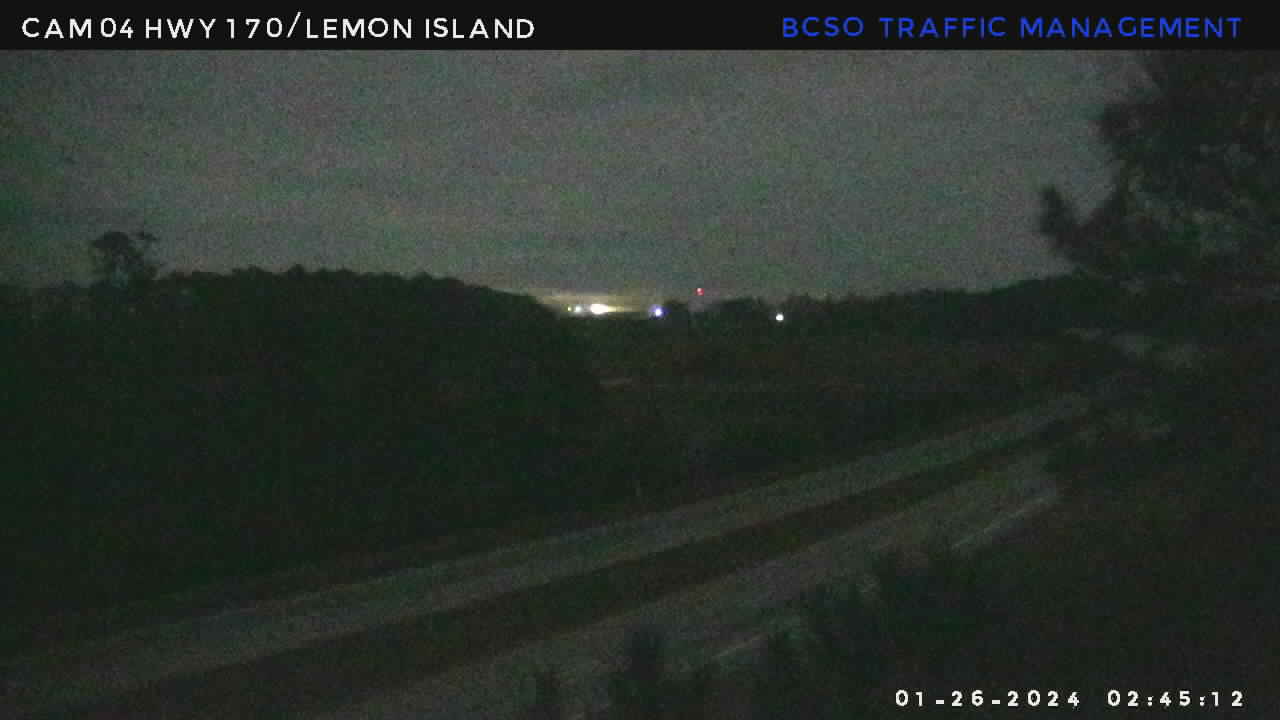 CAM04 HWY 170/LEMON ISLAND
BCSO TRAFFIC MANAGEMENT
01-26-2024 02:45:12